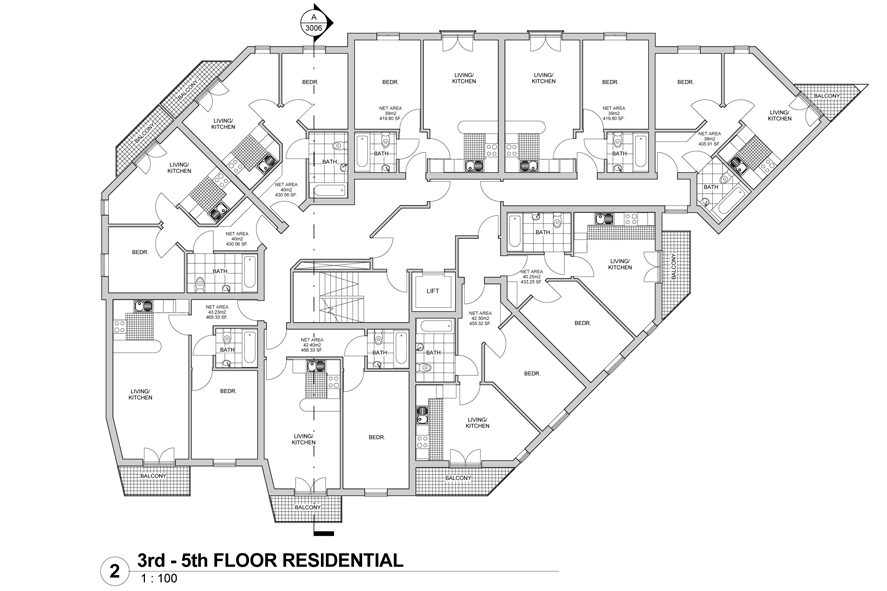 A
3006
BEDR.
BEDR.
LIVING/
KITCHEN
LIVING/
KITCHEN
BEDR.
BEDR.
LIVING/
KITCHEN
BALCONY
BALCONY
BALCONY
LIVING/
KITCHEN
NET AREA
39m2
419.80 SF.
NET AREA
39m2
419.80 SF.
NET AREA
38m2
405.91 SF.
LIVING/
KITCHEN
BATH
BATH
BATH
BATH
NET AREA
40m2
430.56 SF.
NET AREA
40m2
430.56 SF.
BEDR.
BATH
BATH
NET AREA
40.25m2
433.25 SF.
LIVING/
KITCHEN
BALCONY
LIFT
NET AREA
43.23m2
465.33 SF.
NET AREA
42.30m2
455.32 SF.
BEDR.
NET AREA
42.40m2
456.33 SF.
BATH
BATH
BATH
BEDR.
LIVING/
KITCHEN
BEDR.
LIVING/
KITCHEN
BEDR.
LIVING/
KITCHEN
BALCONY
BALCONY
BALCONY
2
3rd - 5th FLOOR RESIDENTIAL
1 : 100